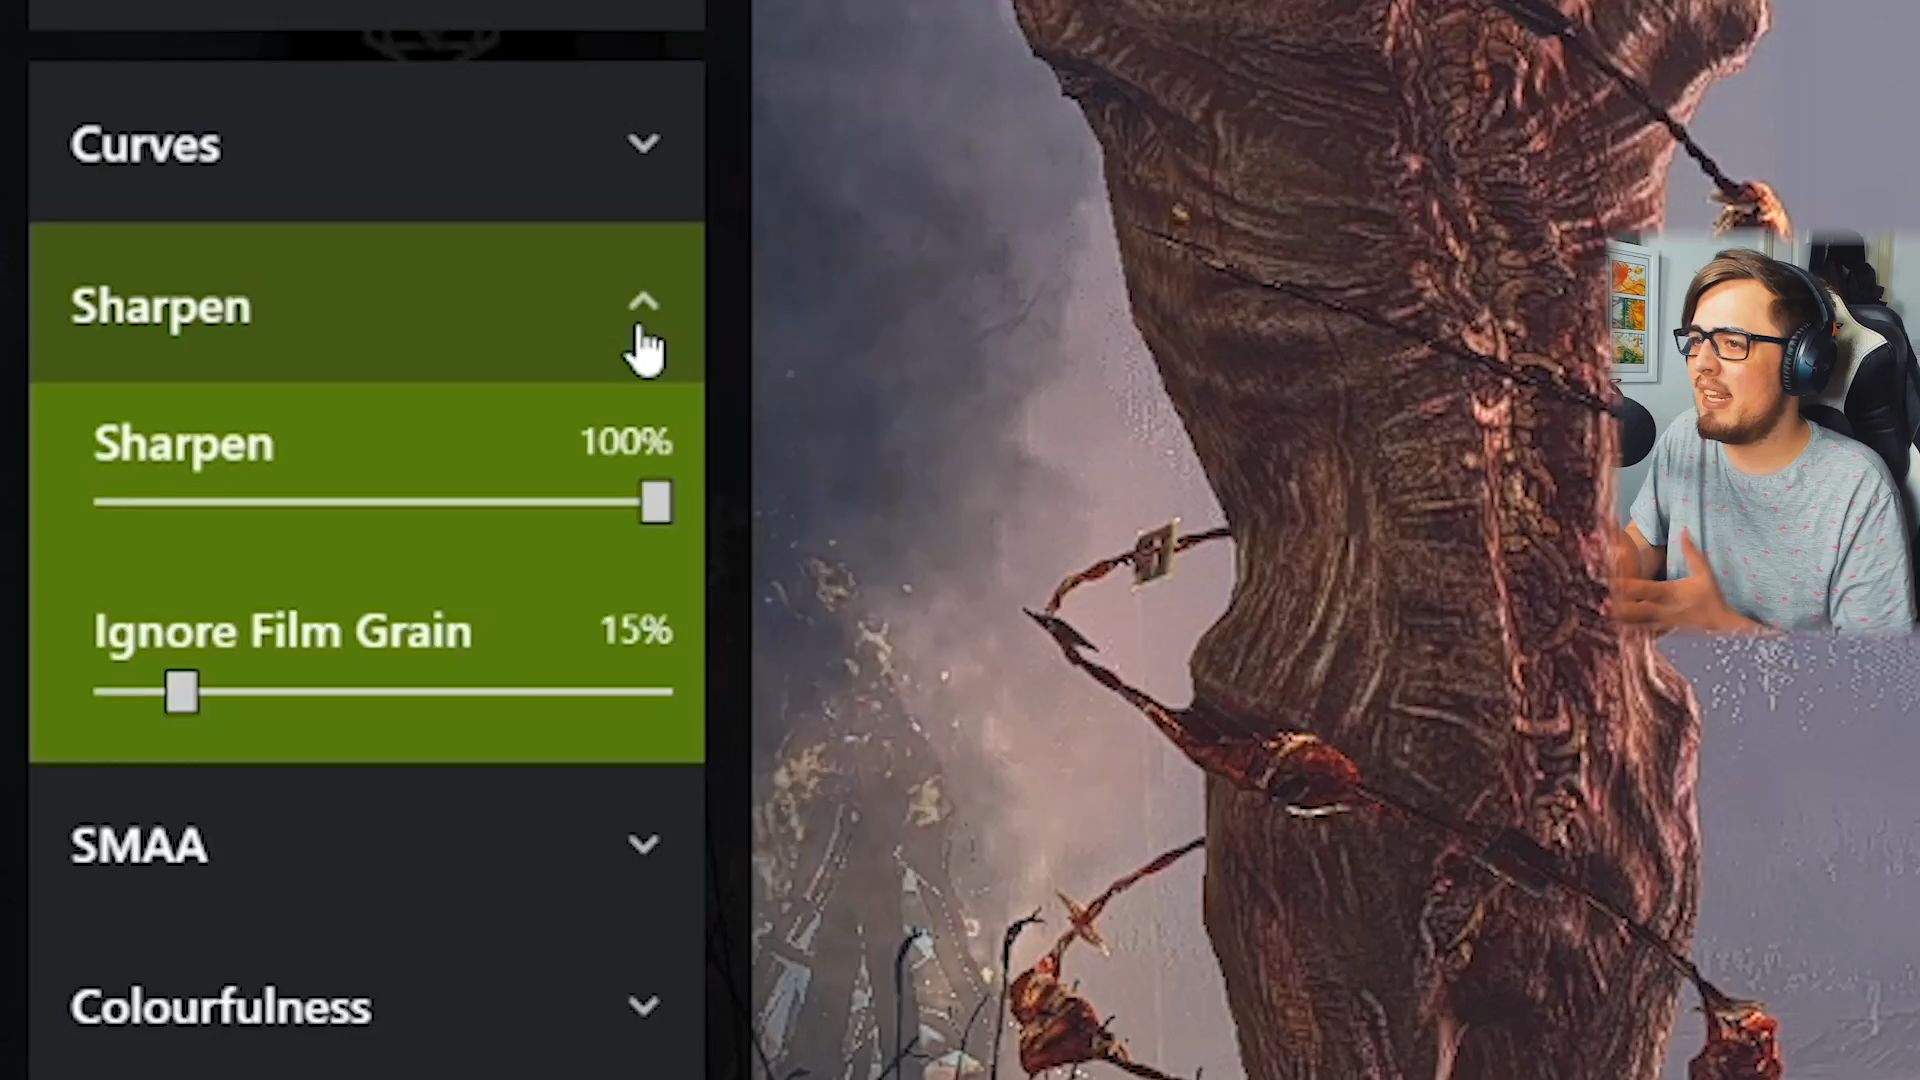 Curves
Sharpen
Sharpen 100%
Ignore Film Grain 15%
SMAA
Colourfulness